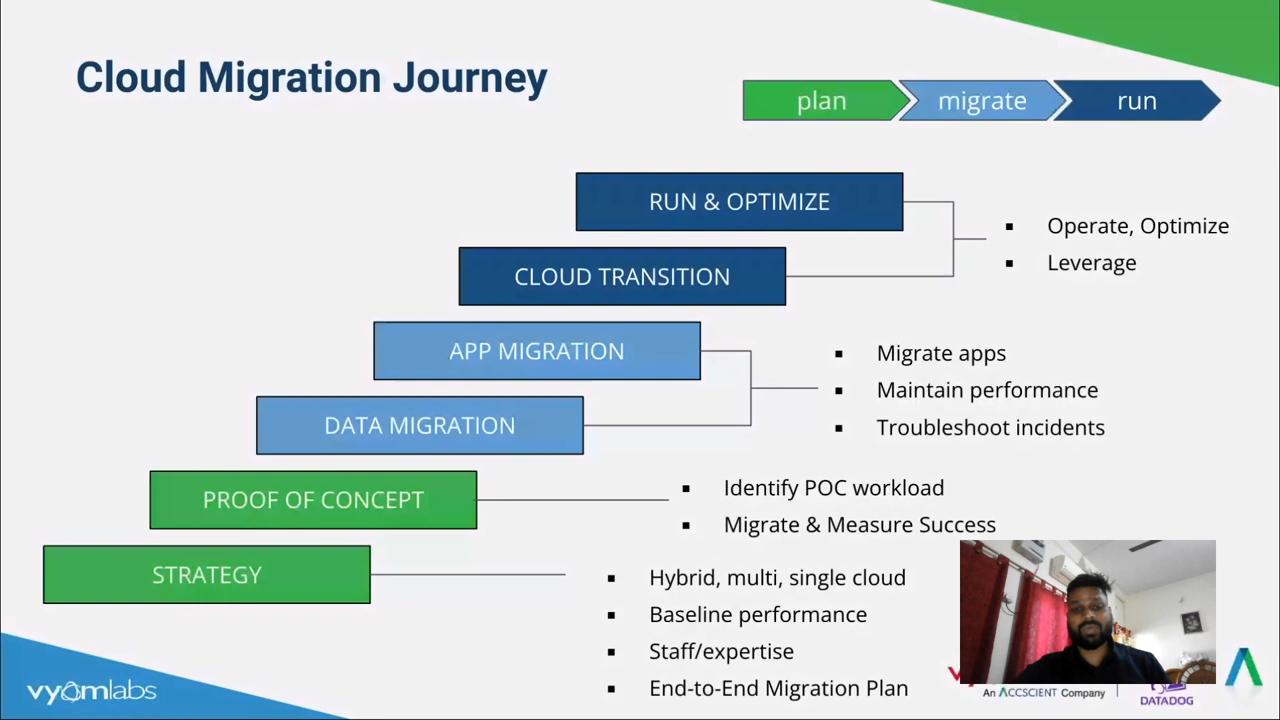 Cloud Migration Journey
plan
migrate
run
RUN & OPTIMIZE
▪ Operate, Optimize
▪ Leverage
CLOUD TRANSITION
APP MIGRATION
▪ Migrate apps
▪ Maintain performance
▪ Troubleshoot incidents
DATA MIGRATION
PROOF OF CONCEPT
▪ Identify POC workload
▪ Migrate & Measure Success
STRATEGY
▪ Hybrid, multi, single cloud
▪ Baseline performance
▪ Staff/expertise
▪ End-to-End Migration Plan
vyomlabs
An ACCSCIENT Company
DATADOG